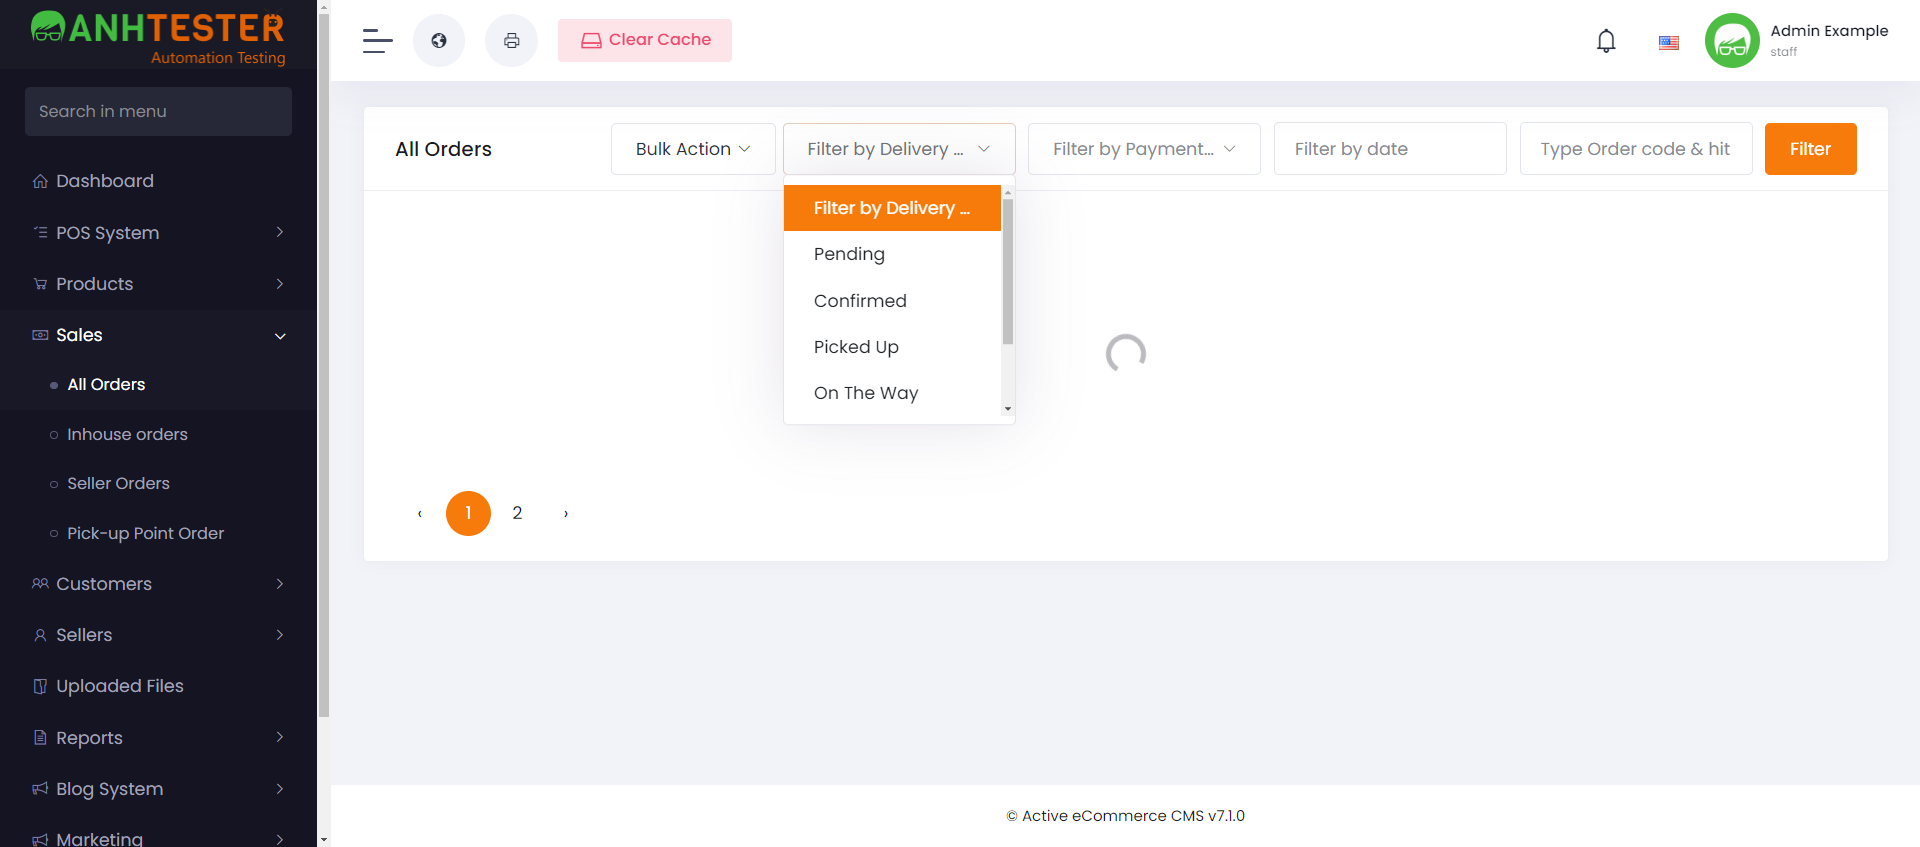 ANHTESTER
Automation Testing
Search in menu
Dashboard
POS System
Products
Sales
All Orders
Inhouse orders
Seller Orders
Pick-up Point Order
Customers
Sellers
Uploaded Files
Reports
Blog System
Marketing
Clear Cache
Admin Example
staff
All Orders
Bulk Action
Filter by Delivery ...
Filter by Payment...
Filter by date
Type Order code & hit
Filter
Filter by Delivery ...
Pending
Confirmed
Picked Up
On The Way
‹ 1 2 ›
© Active eCommerce CMS v7.1.0